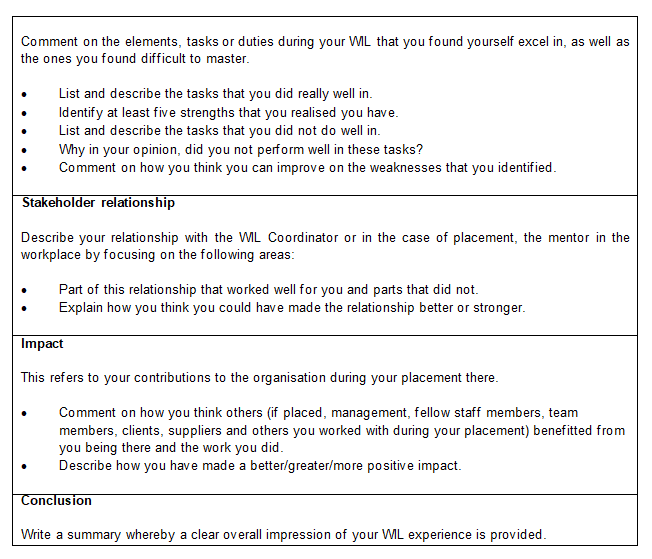 Comment on the elements, tasks or duties during your WIL that you found yourself excel in, as well as
the ones you found difficult to master.
• List and describe the tasks that you did really well in.
• Identify at least five strengths that you realised you have.
• List and describe the tasks that you did not do well in.
• Why in your opinion, did you not perform well in these tasks?
• Comment on how you think you can improve on the weaknesses that you identified.
Stakeholder relationship
Describe your relationship with the WIL Coordinator or in the case of placement, the mentor in the
workplace by focusing on the following areas:
• Part of this relationship that worked well for you and parts that did not.
• Explain how you think you could have made the relationship better or stronger.
Impact
This refers to your contributions to the organisation during your placement there.
• Comment on how you think others (if placed, management, fellow staff members, team
members, clients, suppliers and others you worked with during your placement) benefitted from
you being there and the work you did.
• Describe how you have made a better/greater/more positive impact.
Conclusion
Write a summary whereby a clear overall impression of your WIL experience is provided.